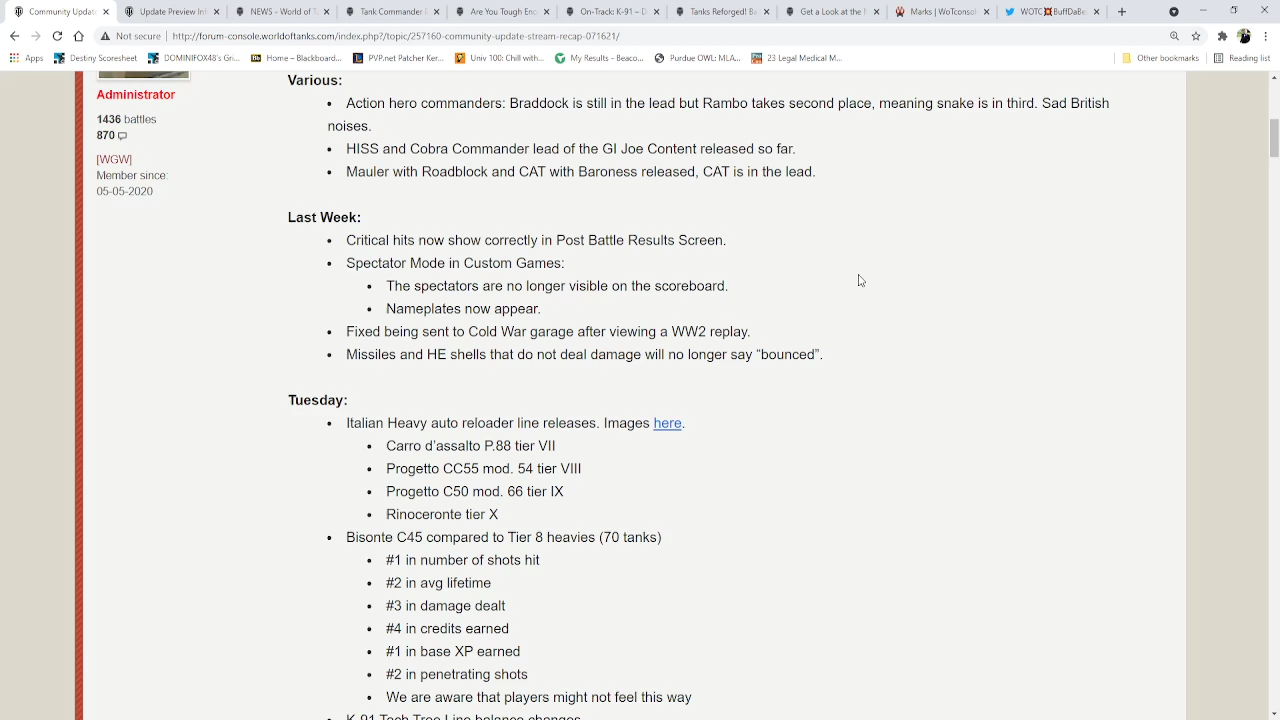 Community Update
Update Preview Inf
NEWS – World of T
Tank Commander
Are You Tough Eno
On-Track: K-91 – D
Tanks Reforged! Ba
Get a Look at the
Marks | WoTconsol
WOTC💥BuffDaBe
Not secure | http://forum-console.worldoftanks.com/index.php?/topic/257160-community-update-stream-recap-071621/
Apps
Destiny Scoresheet
DOMINIFOX48's Gri...
Home – Blackboard...
PVP.net Patcher Ker...
Univ 100: Chill with...
My Results - Beaco...
Purdue OWL: MLA...
23 Legal Medical M...
Other bookmarks
Reading list
Administrator
1436 battles
870
[WGW]
Member since:
05-05-2020
Various:
• Action hero commanders: Braddock is still in the lead but Rambo takes second place, meaning snake is in third. Sad British
noises.
• HISS and Cobra Commander lead of the GI Joe Content released so far.
• Mauler with Roadblock and CAT with Baroness released, CAT is in the lead.
Last Week:
• Critical hits now show correctly in Post Battle Results Screen.
• Spectator Mode in Custom Games:
• The spectators are no longer visible on the scoreboard.
• Nameplates now appear.
• Fixed being sent to Cold War garage after viewing a WW2 replay.
• Missiles and HE shells that do not deal damage will no longer say “bounced”.
Tuesday:
• Italian Heavy auto reloader line releases. Images here.
• Carro d’assalto P.88 tier VII
• Progetto CC55 mod. 54 tier VIII
• Progetto C50 mod. 66 tier IX
• Rinoceronte tier X
• Bisonte C45 compared to Tier 8 heavies (70 tanks)
• #1 in number of shots hit
• #2 in avg lifetime
• #3 in damage dealt
• #4 in credits earned
• #1 in base XP earned
• #2 in penetrating shots
• We are aware that players might not feel this way
• K-91 Tech Tree Line balance changes